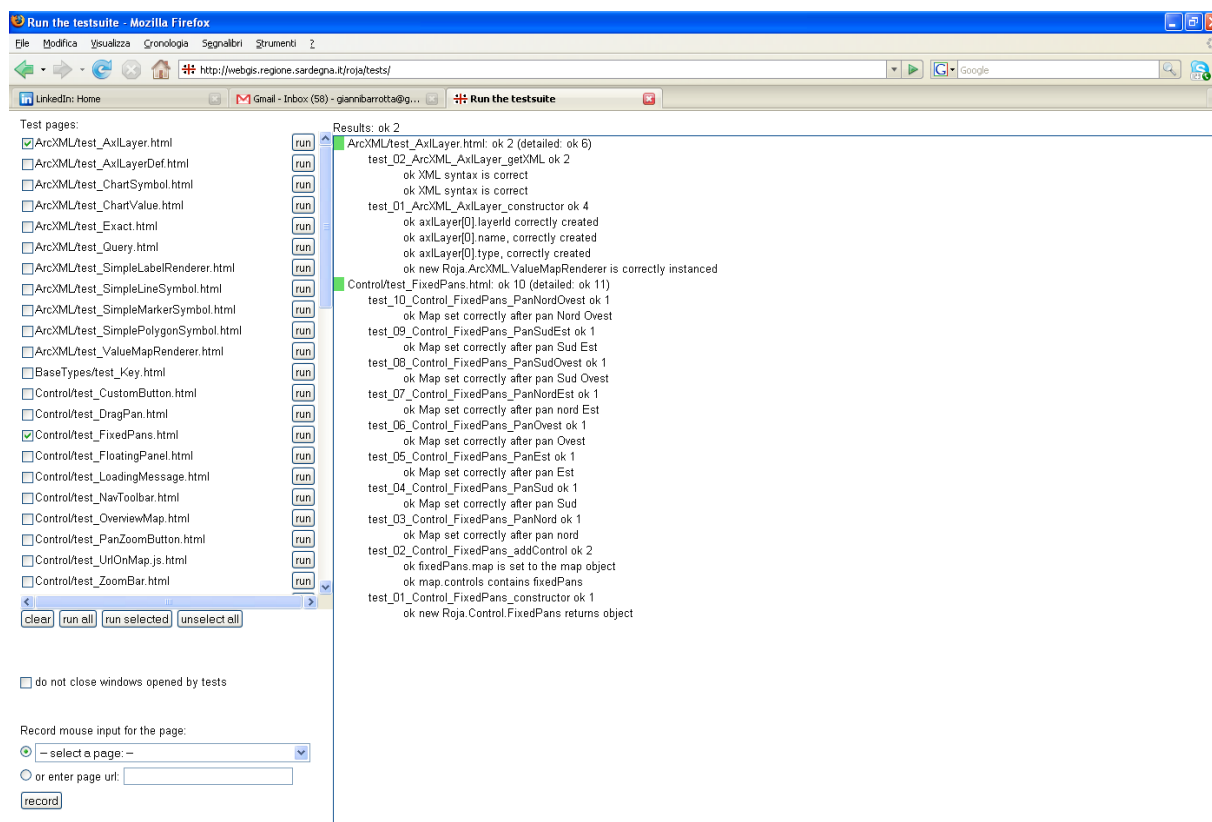 Run the testsuite - Mozilla Firefox
File Modifica Visualizza Cronologia Segnalibri Strumenti ?
http://webgis.regione.sardegna.it/roja/tests/
G Google
LinkedIn: Home
Gmail - Inbox (58) - giannibarrotta@g...
Run the testsuite
Test pages:
ArcXML/test_AxlLayer.html run
ArcXML/test_AxlLayerDef.html run
ArcXML/test_ChartSymbol.html run
ArcXML/test_ChartValue.html run
ArcXML/test_Exact.html run
ArcXML/test_Query.html run
ArcXML/test_SimpleLabelRenderer.html run
ArcXML/test_SimpleLineSymbol.html run
ArcXML/test_SimpleMarkerSymbol.html run
ArcXML/test_SimplePolygonSymbol.html run
ArcXML/test_ValueMapRenderer.html run
BaseTypes/test_Key.html run
Control/test_CustomButton.html run
Control/test_DragPan.html run
Control/test_FixedPans.html run
Control/test_FloatingPanel.html run
Control/test_LoadingMessage.html run
Control/test_NavToolbar.html run
Control/test_OverviewMap.html run
Control/test_PanZoomButton.html run
Control/test_UrlOnMap.js.html run
Control/test_ZoomBar.html run
clear run all run selected unselect all
do not close windows opened by tests
Record mouse input for the page:
– select a page: –
or enter page url:
record
Results: ok 2
ArcXML/test_AxlLayer.html: ok 2 (detailed: ok 6)
test_02_ArcXML_AxlLayer_getXML ok 2
ok XML syntax is correct
ok XML syntax is correct
test_01_ArcXML_AxlLayer_constructor ok 4
ok axlLayer[0].layerId correctly created
ok axlLayer[0].name, correctly created
ok axlLayer[0].type, correctly created
ok new Roja.ArcXML.ValueMapRenderer is correctly instanced
Control/test_FixedPans.html: ok 10 (detailed: ok 11)
test_10_Control_FixedPans_PanNordOvest ok 1
ok Map set correctly after pan Nord Ovest
test_09_Control_FixedPans_PanSudEst ok 1
ok Map set correctly after pan Sud Est
test_08_Control_FixedPans_PanSudOvest ok 1
ok Map set correctly after pan Sud Ovest
test_07_Control_FixedPans_PanNordEst ok 1
ok Map set correctly after pan nord Est
test_06_Control_FixedPans_PanOvest ok 1
ok Map set correctly after pan Ovest
test_05_Control_FixedPans_PanEst ok 1
ok Map set correctly after pan Est
test_04_Control_FixedPans_PanSud ok 1
ok Map set correctly after pan Sud
test_03_Control_FixedPans_PanNord ok 1
ok Map set correctly after pan nord
test_02_Control_FixedPans_addControl ok 2
ok fixedPans.map is set to the map object
ok map.controls contains fixedPans
test_01_Control_FixedPans_constructor ok 1
ok new Roja.Control.FixedPans returns object